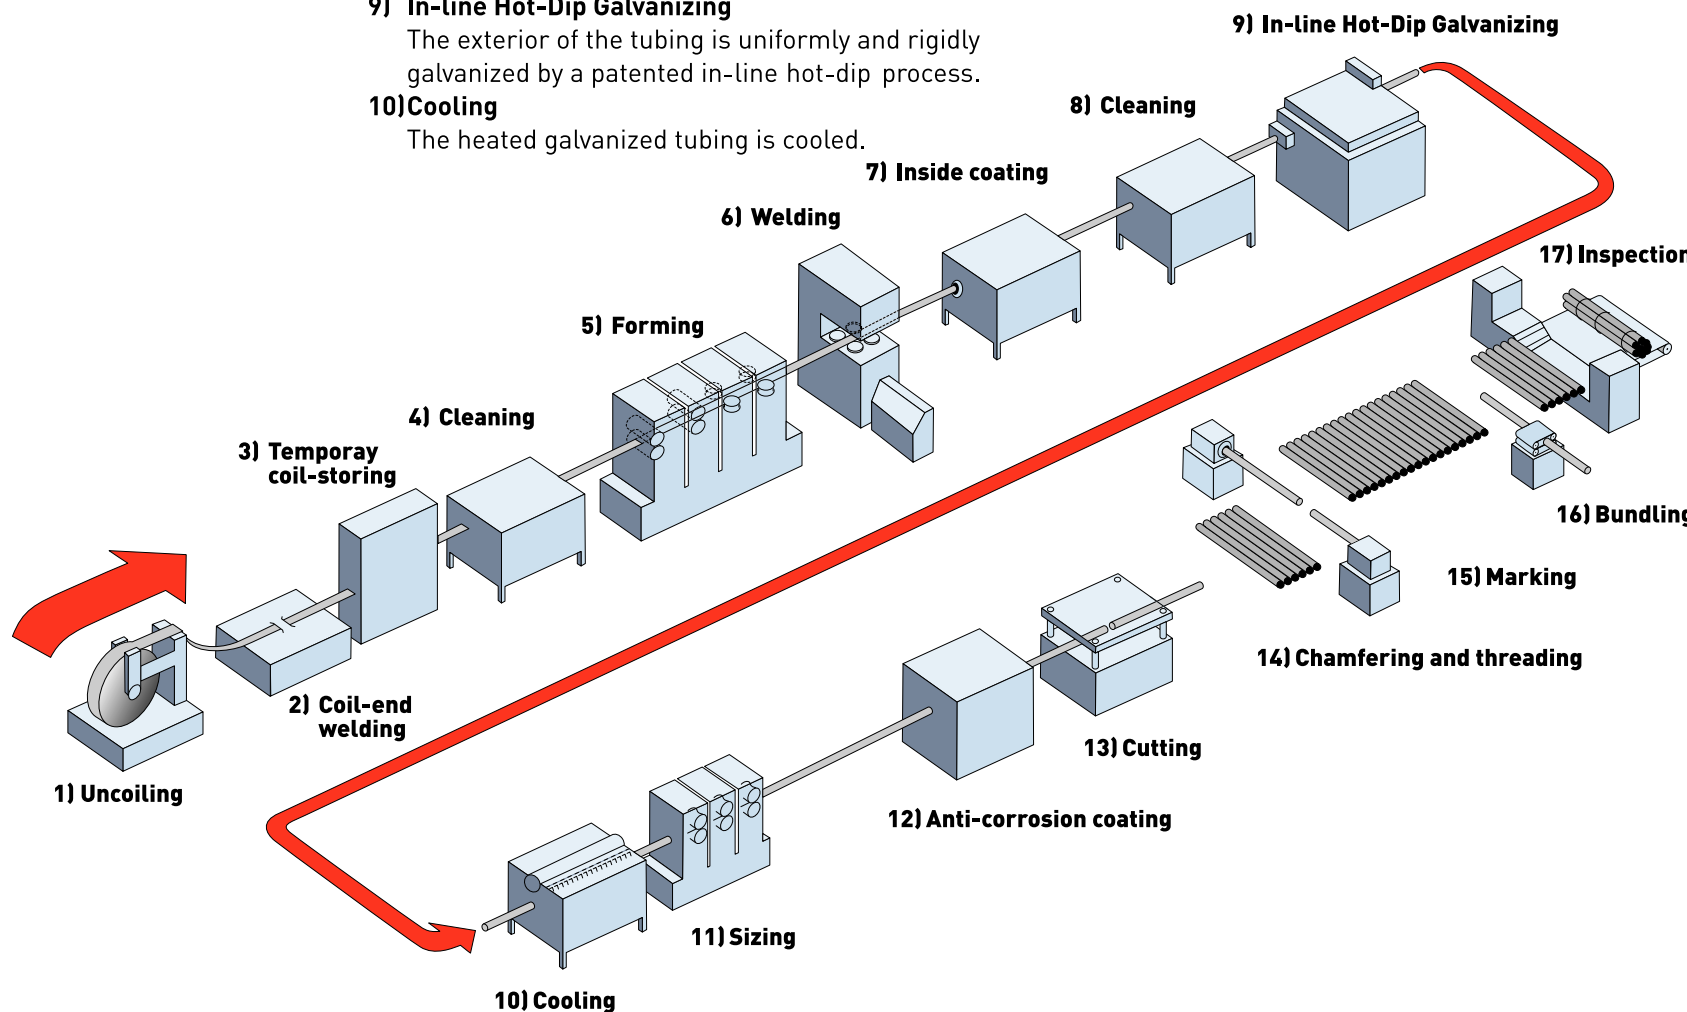 9) In-line Hot-Dip Galvanizing
The exterior of the tubing is uniformly and rigidly
galvanized by a patented in-line hot-dip process.
10) Cooling
The heated galvanized tubing is cooled.
9) In-line Hot-Dip Galvanizing
8) Cleaning
7) Inside coating
6) Welding
5) Forming
4) Cleaning
3) Temporay
coil-storing
2) Coil-end
welding
1) Uncoiling
17) Inspection
16) Bundling
15) Marking
14) Chamfering and threading
13) Cutting
12) Anti-corrosion coating
11) Sizing
10) Cooling